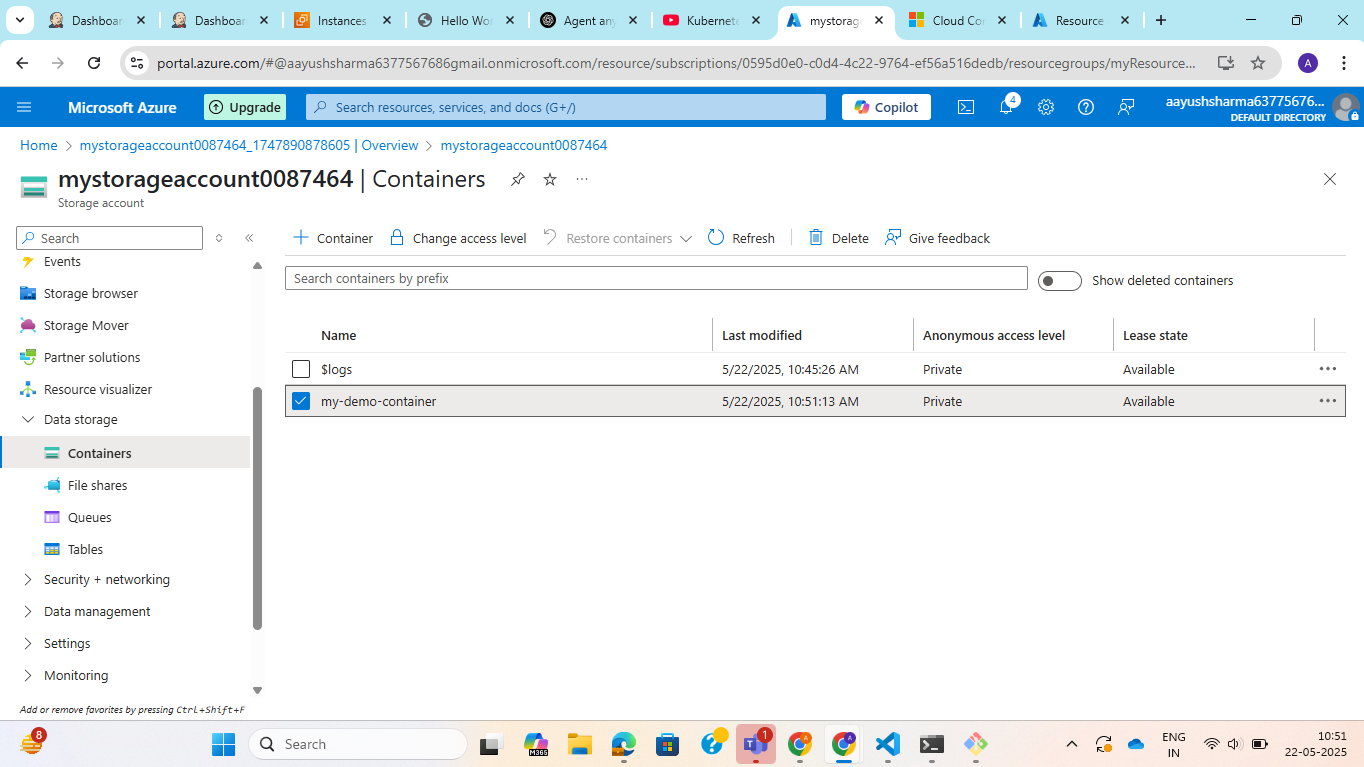 Dashboar
Dashboar
Instances
Hello Wor
Agent any
Kubernete
mystorag
Cloud Co
Resource
portal.azure.com/#@aayushsharma6377567686gmail.onmicrosoft.com/resource/subscriptions/0595d0e0-c0d4-4c22-9764-ef56a516dedb/resourcegroups/myResource...
A
Microsoft Azure
Upgrade
Search resources, services, and docs (G+/)
Copilot
4
aayushsharma63775676...
DEFAULT DIRECTORY
Home > mystorageaccount0087464_1747890878605 | Overview > mystorageaccount0087464
mystorageaccount0087464 | Containers
Storage account
Search
Events
Storage browser
Storage Mover
Partner solutions
Resource visualizer
Data storage
Containers
File shares
Queues
Tables
Security + networking
Data management
Settings
Monitoring
Add or remove favorites by pressing Ctrl+Shift+F
Container Change access level Restore containers Refresh Delete Give feedback
Search containers by prefix
Show deleted containers
Name Last modified Anonymous access level Lease state
$logs 5/22/2025, 10:45:26 AM Private Available
my-demo-container 5/22/2025, 10:51:13 AM Private Available
8
Search
M365
1
A
A
ENG
IN
10:51
22-05-2025